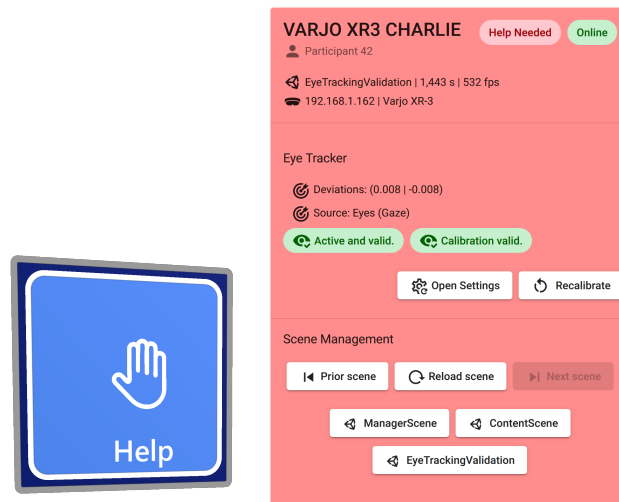 VARJO XR3 CHARLIE
Help Needed
Online
Participant 42
EyeTrackingValidation | 1,443 s | 532 fps
192.168.1.162 | Varjo XR-3
Eye Tracker
Deviations: (0.008 | -0.008)
Source: Eyes (Gaze)
Active and valid.
Calibration valid.
Open Settings
Recalibrate
Scene Management
Prior scene
Reload scene
Next scene
ManagerScene
ContentScene
EyeTrackingValidation
Help